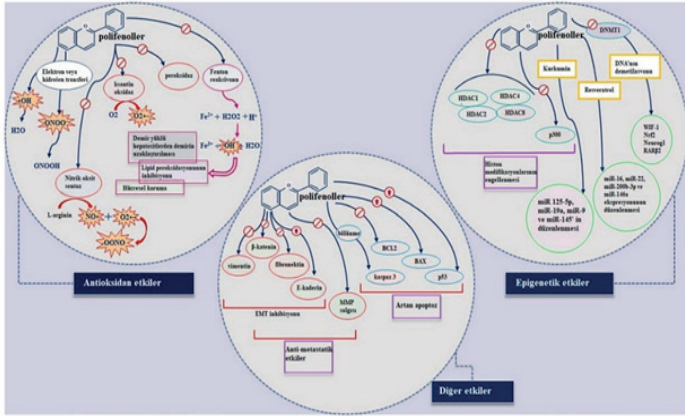 polifenoller
Elektron veya
hidrojen transferi
OH
H2O
ONOO
ONOOH
ksantin
oksidaz
O2
O2•-
peroksidaz
Fenton
reaksiyonu
Fe²⁺ + H2O2 + H⁺
Fe³⁺
OH
H2O
Demir yüklü
hepatositlerden demirin
uzaklaştırılması
Lipid peroksidasyonunun
inhibisyonu
Hücresel koruma
Nitrik oksit
sentaz
L-arginin
NO•
+
O2•-
OONO
Antioksidan etkiler
polifenoller
β-katenin
vimentin
fibronektin
E-kaderin
EMT inhibisyonu
MMP
salgısı
Anti-metastatik
etkiler
bölünme
kaspaz 3
BCL2
BAX
p53
Artan apoptoz
Diğer etkiler
polifenoller
DNMT1
HDAC1
HDAC4
HDAC2
HDAC8
p300
Histon
modifikasyonlarının
engellenmesi
Kurkumin
Resveratrol
DNA'nın
demetilasyonu
WIF-1
Nrf2
Neurog1
RARβ2
miR-16, miR-22,
miR-200b-3p ve
miR-146a
ekspresyonunun
düzenlenmesi
miR 125-5p,
miR-19a, miR-9
ve miR-145' in
düzenlenmesi
Epigenetik etkiler